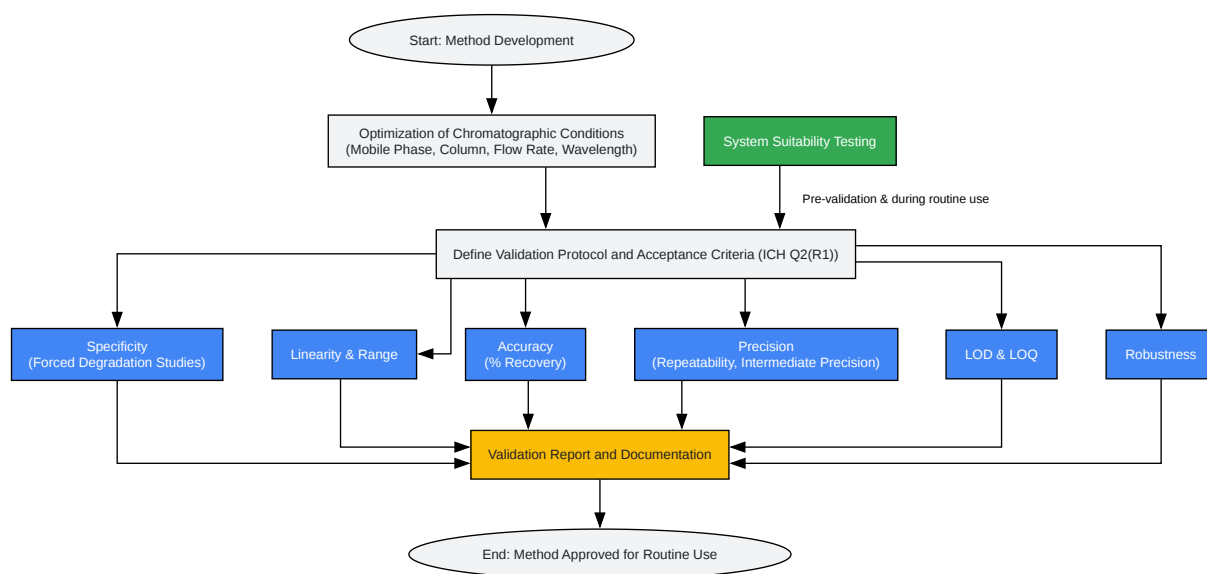 Start: Method Development
Optimization of Chromatographic Conditions
(Mobile Phase, Column, Flow Rate, Wavelength)
System Suitability Testing
Pre-validation & during routine use
Define Validation Protocol and Acceptance Criteria (ICH Q2(R1))
Specificity
(Forced Degradation Studies)
Linearity & Range
Accuracy
(% Recovery)
Precision
(Repeatability, Intermediate Precision)
LOD & LOQ
Robustness
Validation Report and Documentation
End: Method Approved for Routine Use